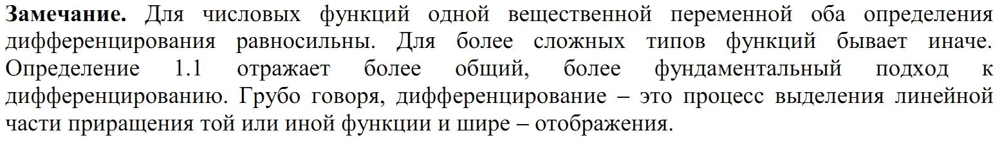 Замечание. Для числовых функций одной вещественной переменной оба определения
дифференцирования равносильны. Для более сложных типов функций бывает иначе.
Определение 1.1 отражает более общий, более фундаментальный подход к
дифференцированию. Грубо говоря, дифференцирование – это процесс выделения линейной
части приращения той или иной функции и шире – отображения.